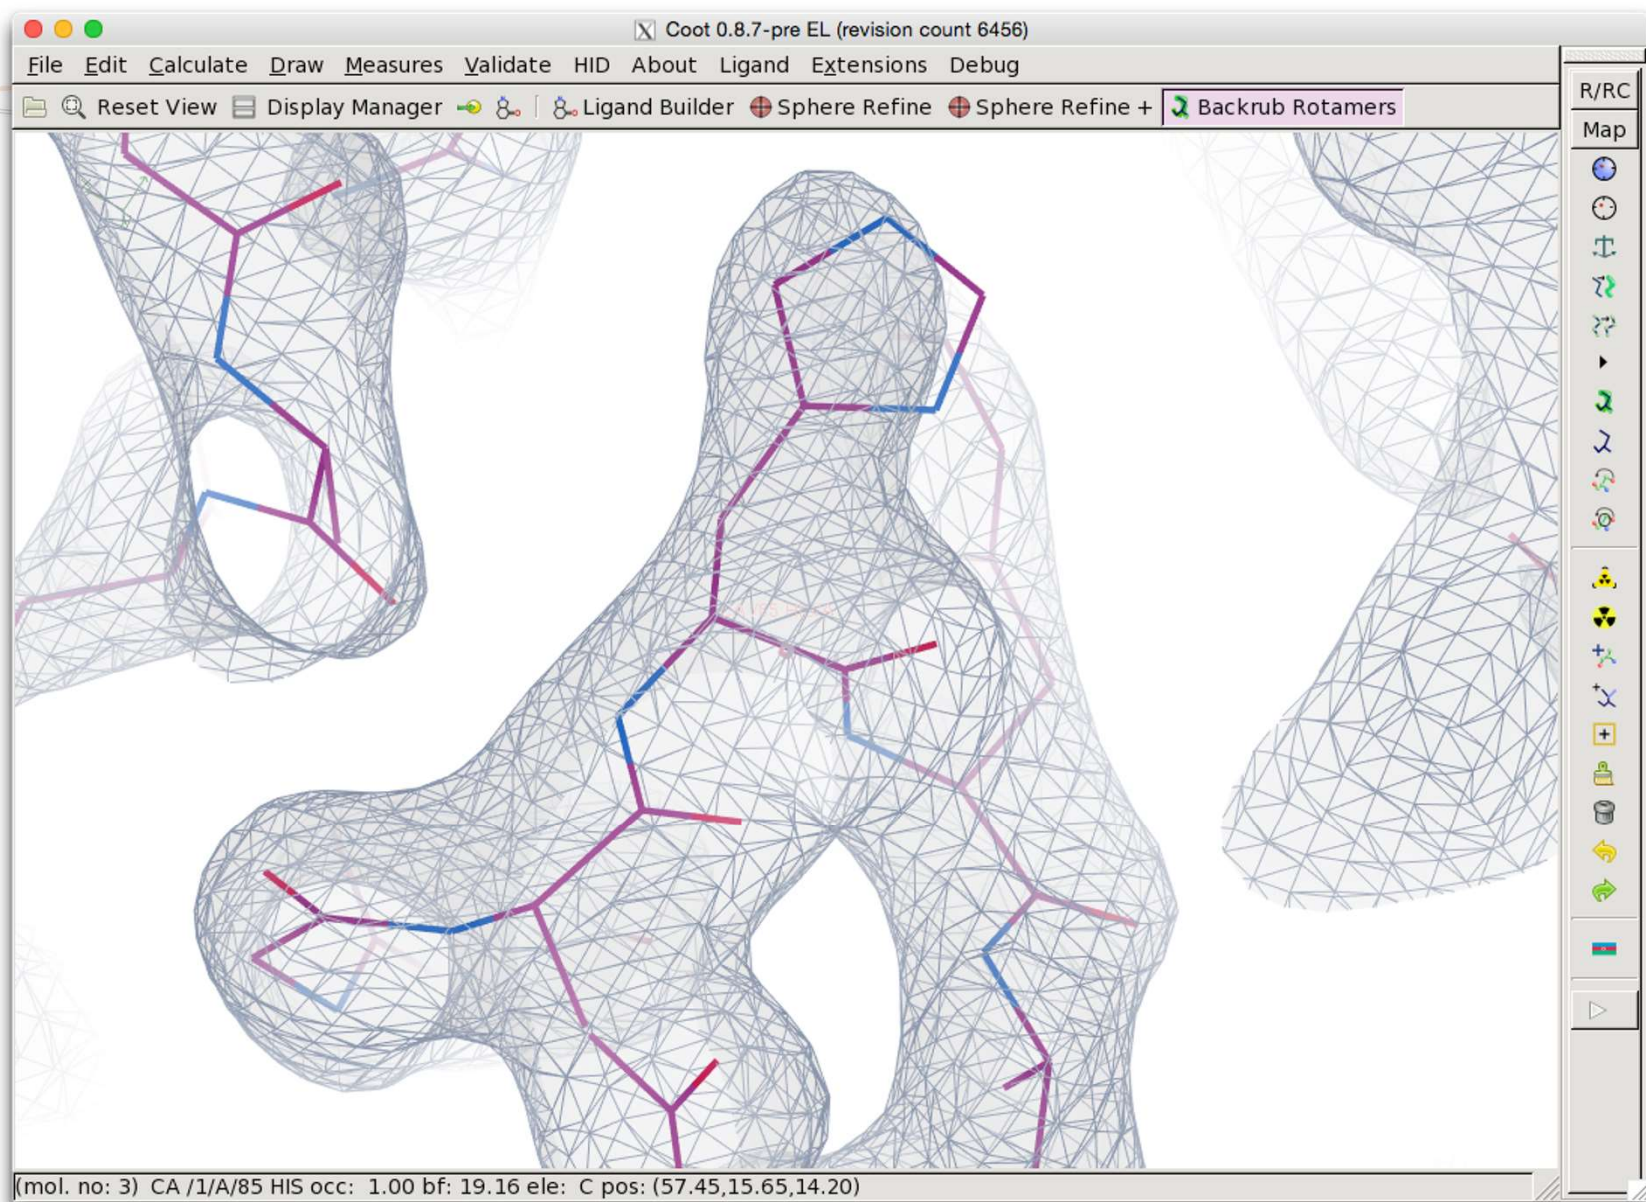 Coot 0.8.7-pre EL (revision count 6456)
File Edit Calculate Draw Measures Validate HID About Ligand Extensions Debug
Reset View Display Manager Ligand Builder Sphere Refine Sphere Refine + Backrub Rotamers
R/RC
Map
(mol. no: 3) CA /1/A/85 HIS occ: 1.00 bf: 19.16 ele: C pos: (57.45,15.65,14.20)